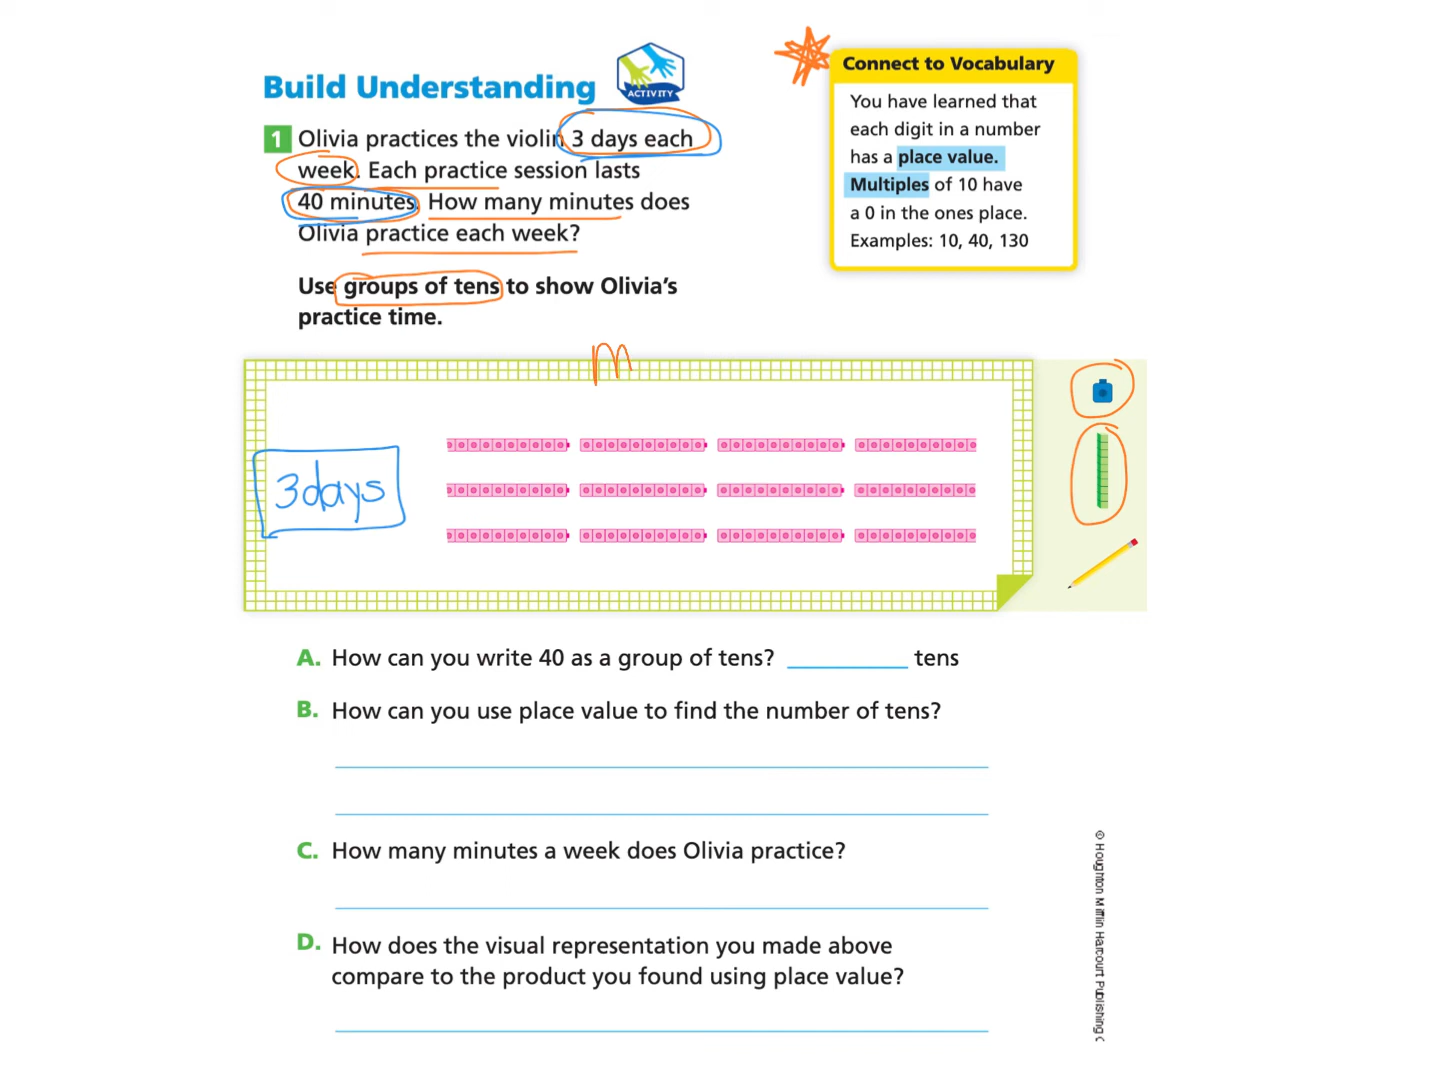 Build Understanding
ACTIVITY
1 Olivia practices the violin 3 days each
week. Each practice session lasts
40 minutes. How many minutes does
Olivia practice each week?
Use groups of tens to show Olivia's
practice time.
Connect to Vocabulary
You have learned that
each digit in a number
has a place value.
Multiples of 10 have
a 0 in the ones place.
Examples: 10, 40, 130
m
3 days
A. How can you write 40 as a group of tens? ________ tens
B. How can you use place value to find the number of tens?
C. How many minutes a week does Olivia practice?
D. How does the visual representation you made above
compare to the product you found using place value?
© Houghton Mifflin Harcourt Publishing C